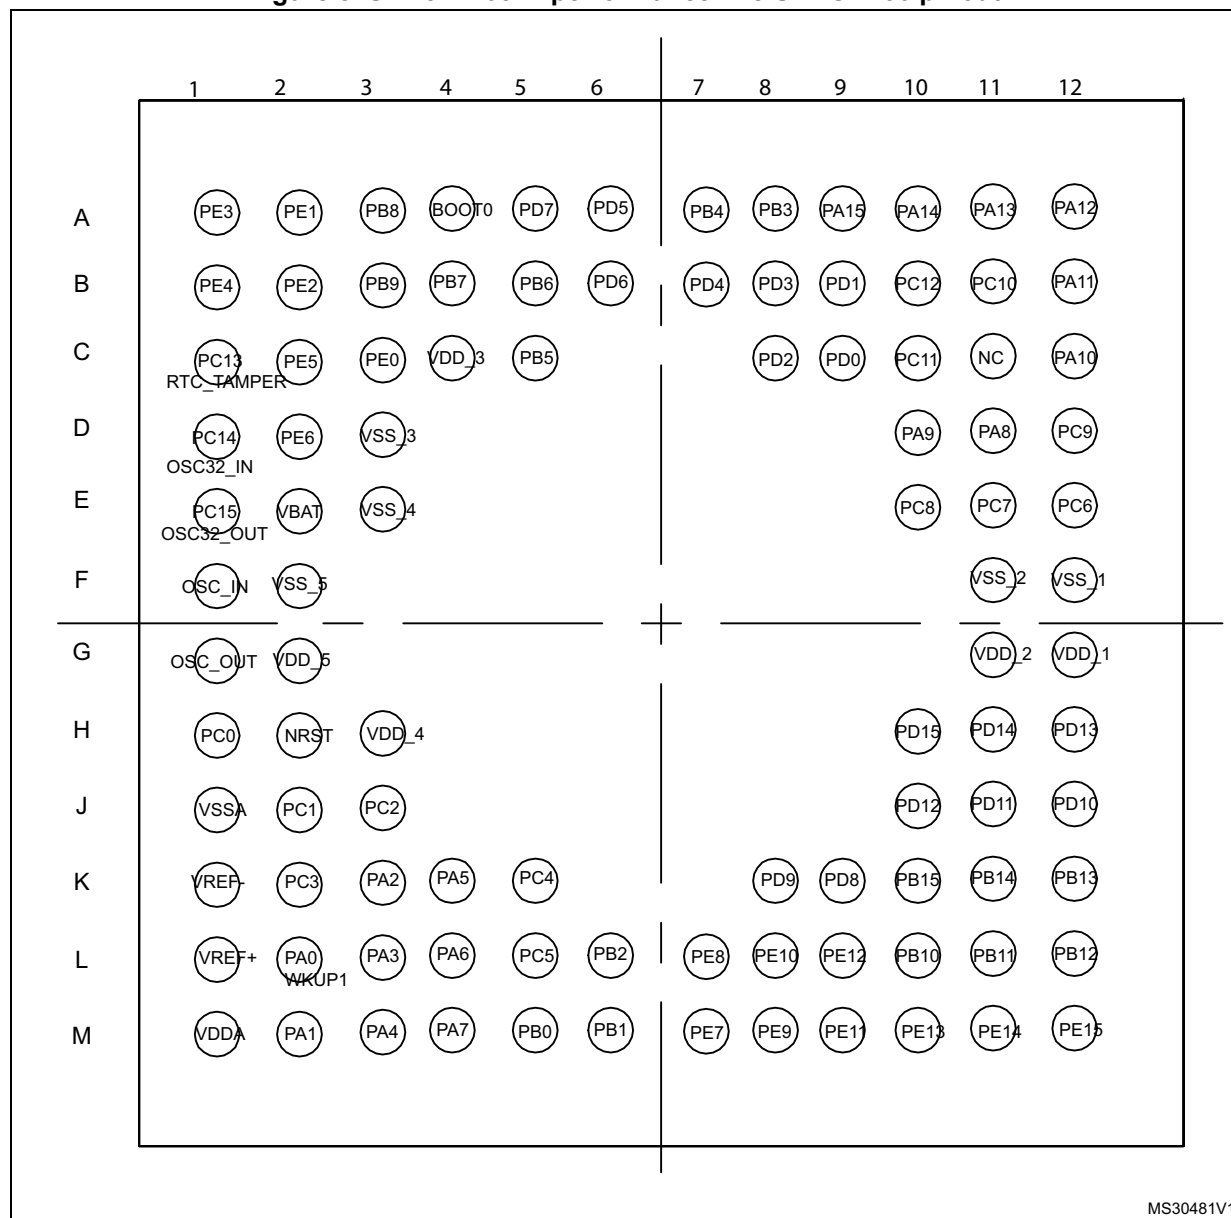 1 2 3 4 5 6 7 8 9 10 11 12
A PE3 PE1 PB8 BOOT0 PD7 PD5 PB4 PB3 PA15 PA14 PA13 PA12
B PE4 PE2 PB9 PB7 PB6 PD6 PD4 PD3 PD1 PC12 PC10 PA11
C PC13 PE5 PE0 VDD_3 PB5 PD2 PD0 PC11 NC PA10
RTC_TAMPER
D PC14 PE6 VSS_3 PA9 PA8 PC9
OSC32_IN
E PC15 VBAT VSS_4 PC8 PC7 PC6
OSC32_OUT
F OSC_IN VSS_5 VSS_2 VSS_1
G OSC_OUT VDD_5 VDD_2 VDD_1
H PC0 NRST VDD_4 PD15 PD14 PD13
J VSSA PC1 PC2 PD12 PD11 PD10
K VREF- PC3 PA2 PA5 PC4 PD9 PD8 PB15 PB14 PB13
L VREF+ PA0 PA3 PA6 PC5 PB2 PE8 PE10 PE12 PB10 PB11 PB12
WKUP1
M VDDA PA1 PA4 PA7 PB0 PB1 PE7 PE9 PE11 PE13 PE14 PE15
MS30481V1